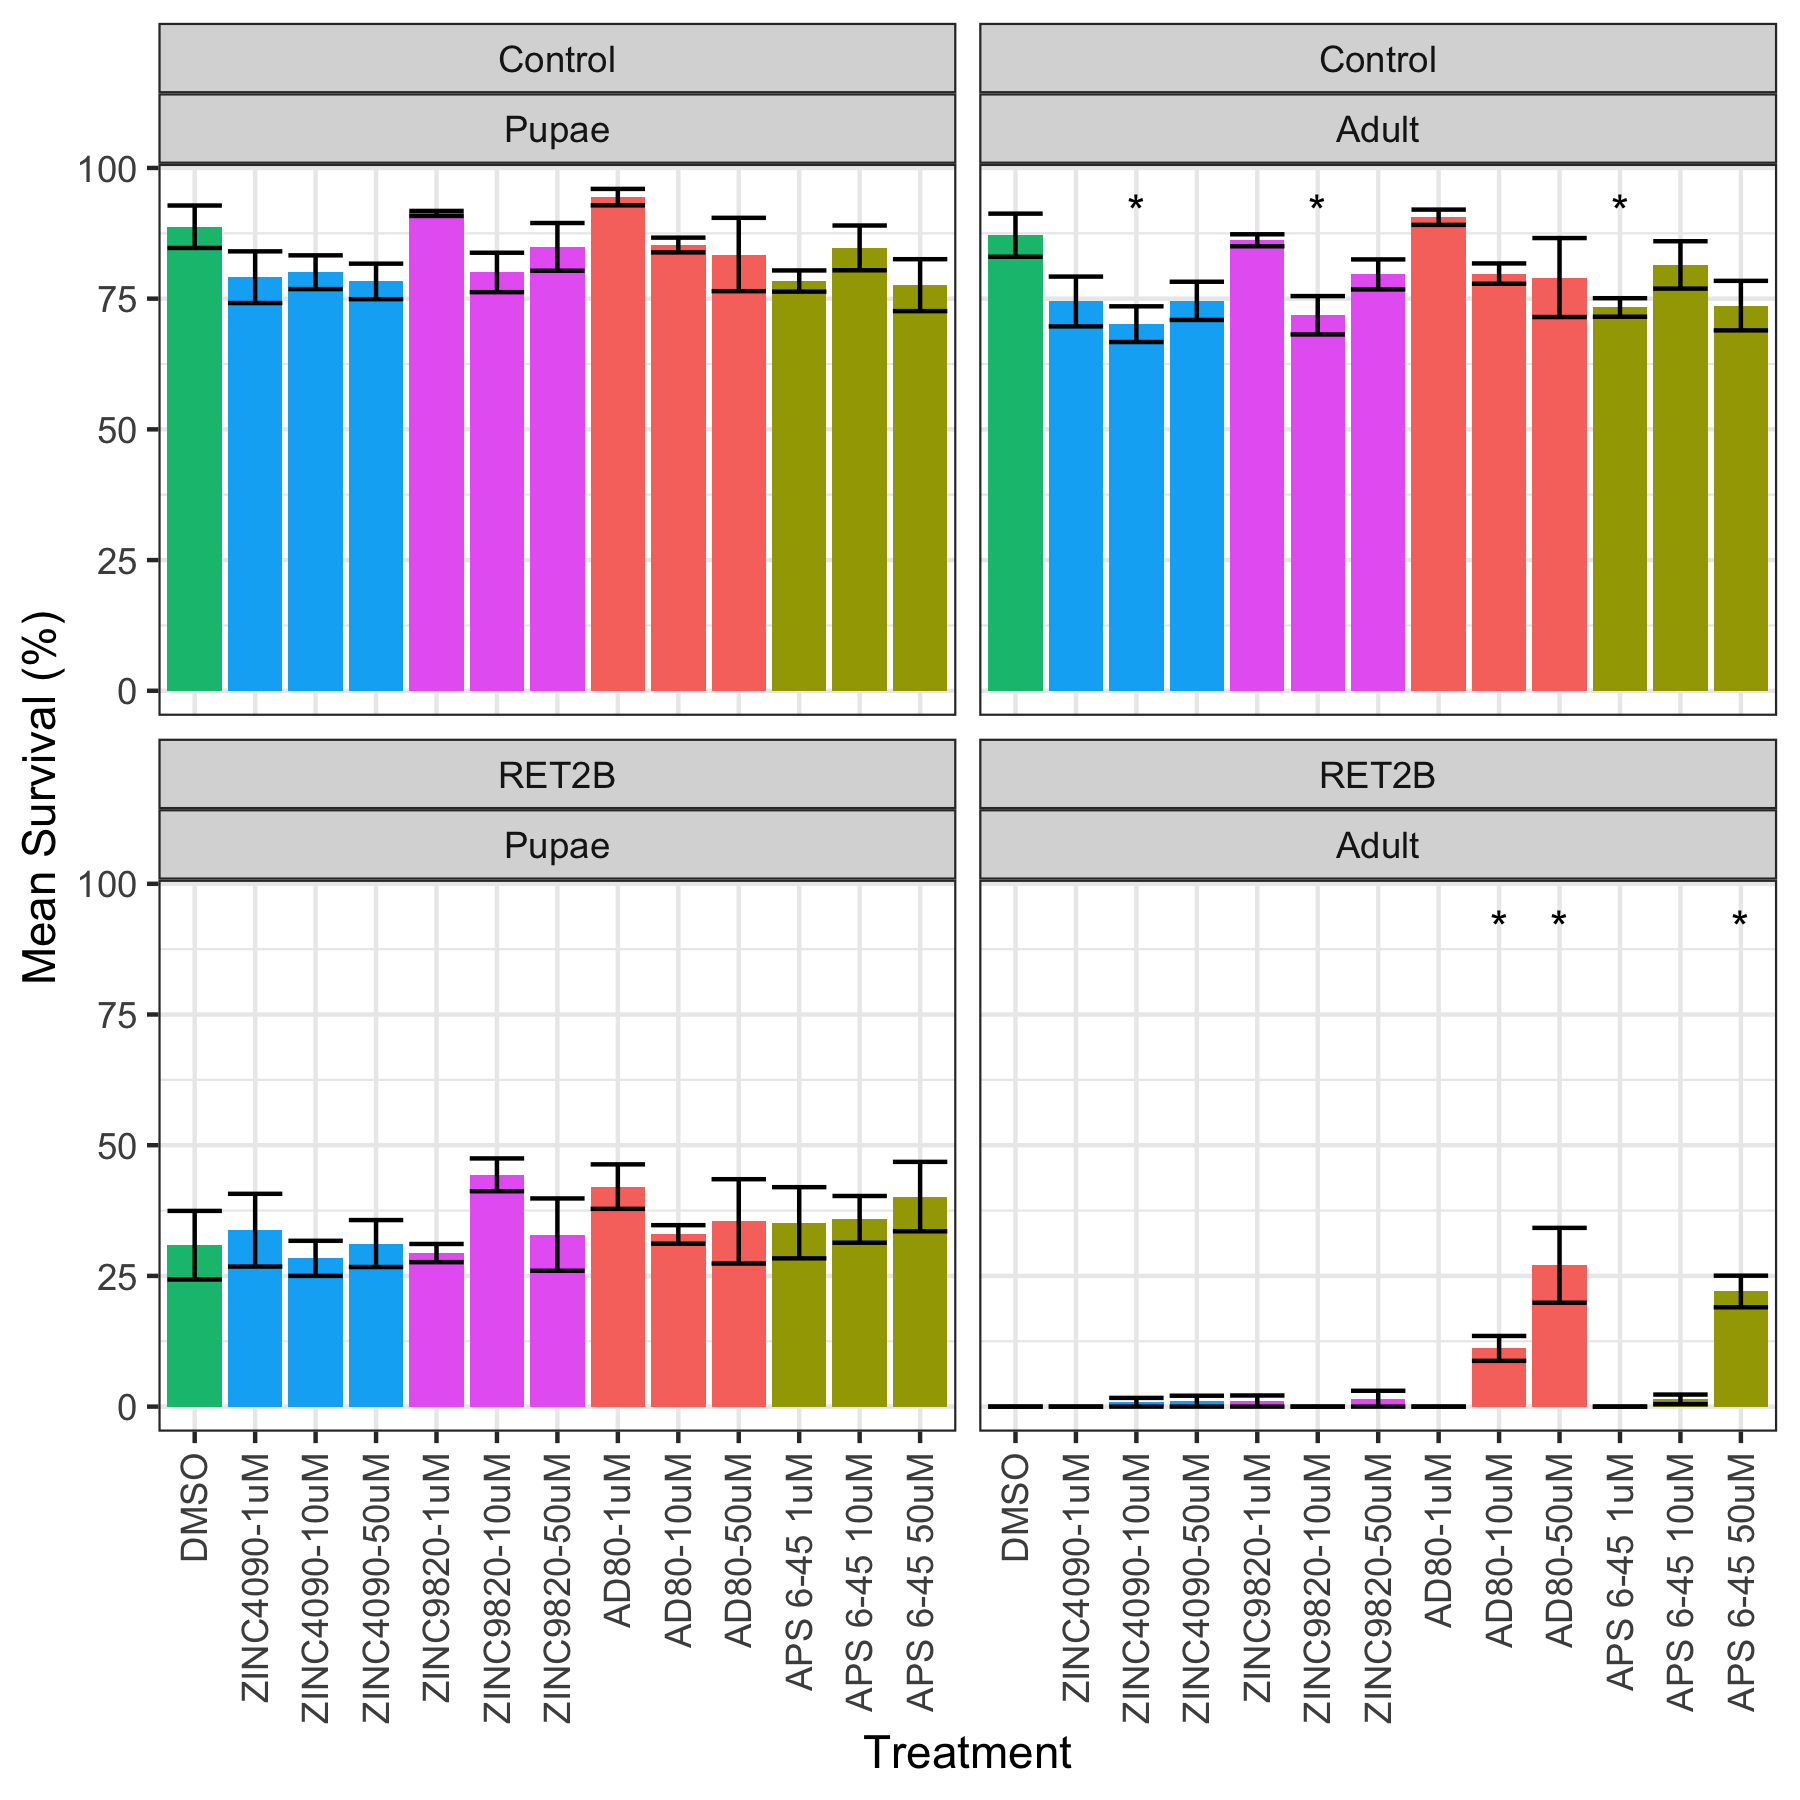 Control
Control
Pupae
Adult
100
75
50
25
0
* * *
Mean Survival (%)
RET2B
RET2B
Pupae
Adult
100
75
50
25
0
* * *
DMSO
ZINC4090-1uM
ZINC4090-10uM
ZINC4090-50uM
ZINC9820-1uM
ZINC9820-10uM
ZINC9820-50uM
AD80-1uM
AD80-10uM
AD80-50uM
APS 6-45 1uM
APS 6-45 10uM
APS 6-45 50uM
DMSO
ZINC4090-1uM
ZINC4090-10uM
ZINC4090-50uM
ZINC9820-1uM
ZINC9820-10uM
ZINC9820-50uM
AD80-1uM
AD80-10uM
AD80-50uM
APS 6-45 1uM
APS 6-45 10uM
APS 6-45 50uM
Treatment